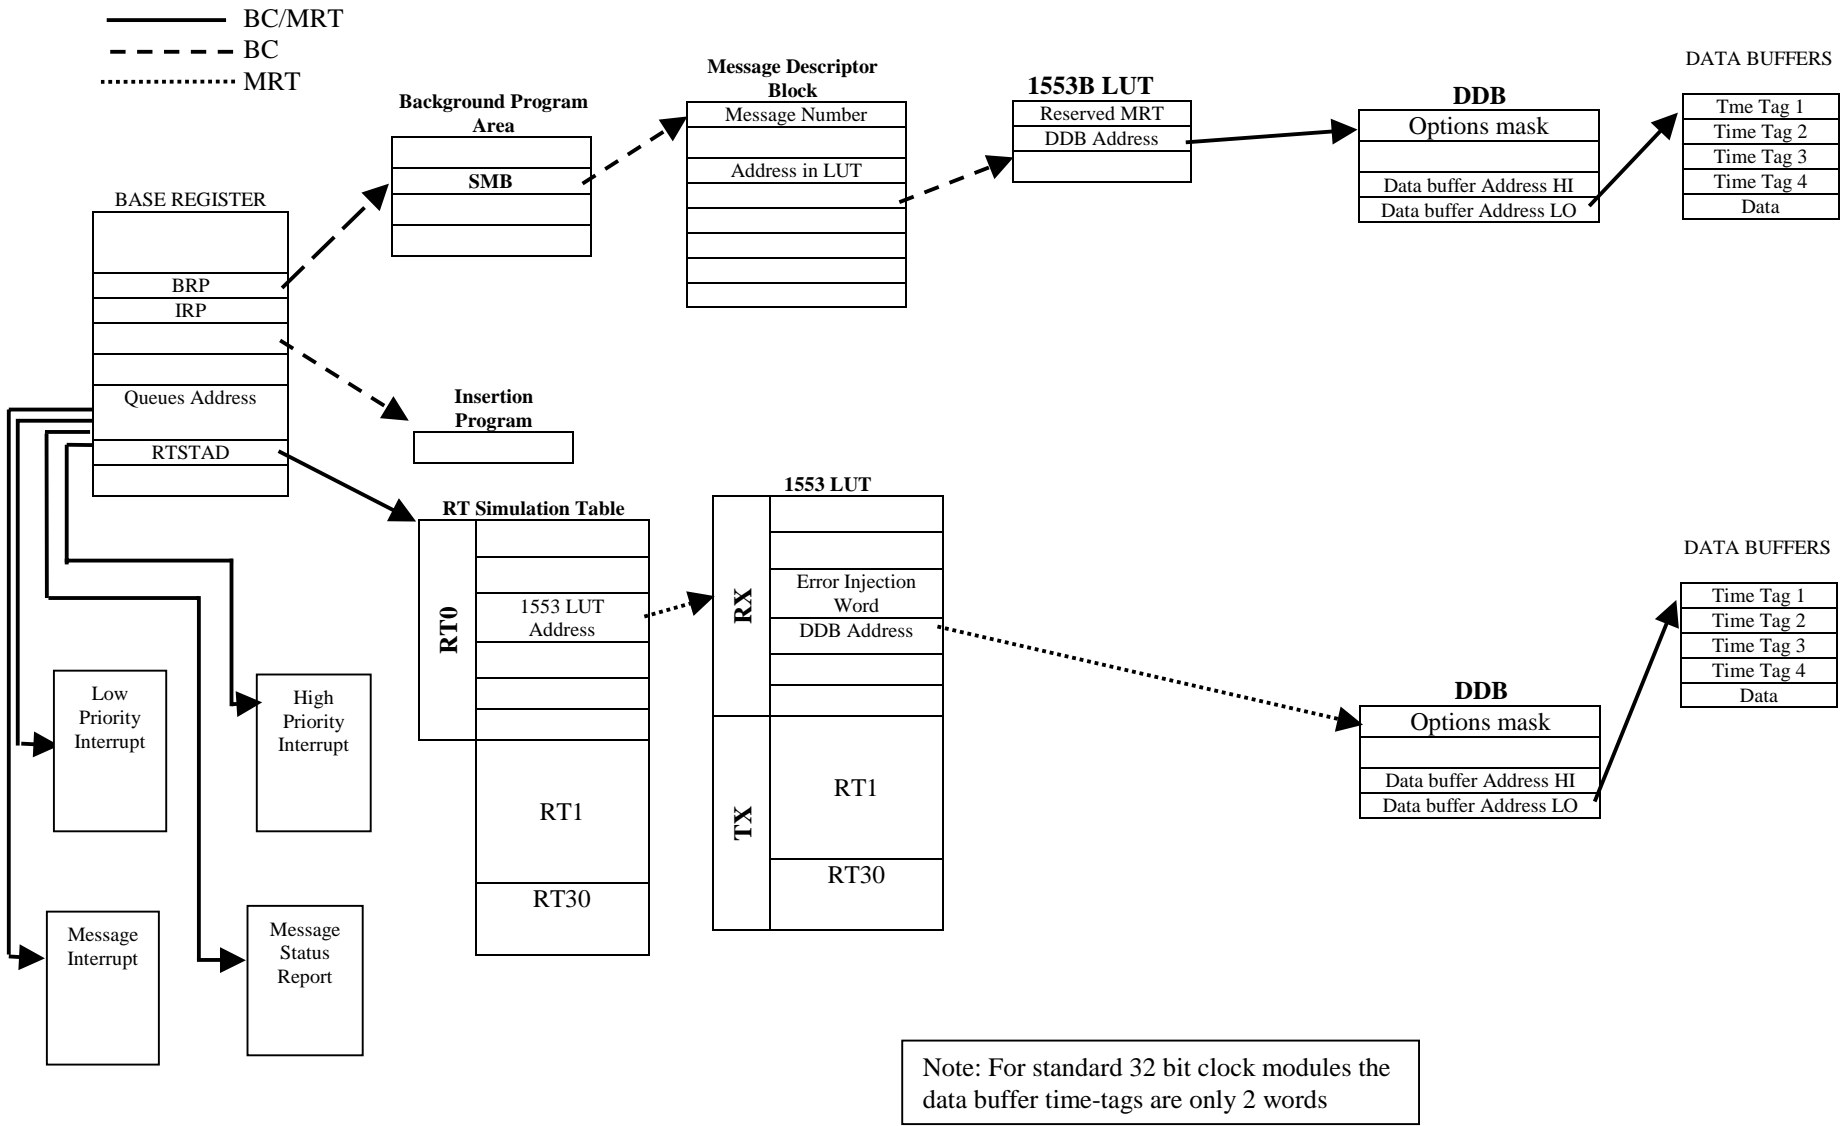 BC/MRT
BC
MRT
Background Program
Area
SMB
Message Descriptor
Block
Message Number
Address in LUT
1553B LUT
Reserved MRT
DDB Address
DDB
Options mask
Data buffer Address HI
Data buffer Address LO
DATA BUFFERS
Tme Tag 1
Time Tag 2
Time Tag 3
Time Tag 4
Data
BASE REGISTER
BRP
IRP
Queues Address
RTSTAD
Insertion
Program
RT Simulation Table
RT0
1553 LUT
Address
RT1
RT30
1553 LUT
RX
Error Injection
Word
DDB Address
TX
RT1
RT30
DDB
Options mask
Data buffer Address HI
Data buffer Address LO
DATA BUFFERS
Time Tag 1
Time Tag 2
Time Tag 3
Time Tag 4
Data
Low
Priority
Interrupt
High
Priority
Interrupt
Message
Interrupt
Message
Status
Report
Note: For standard 32 bit clock modules the
data buffer time-tags are only 2 words